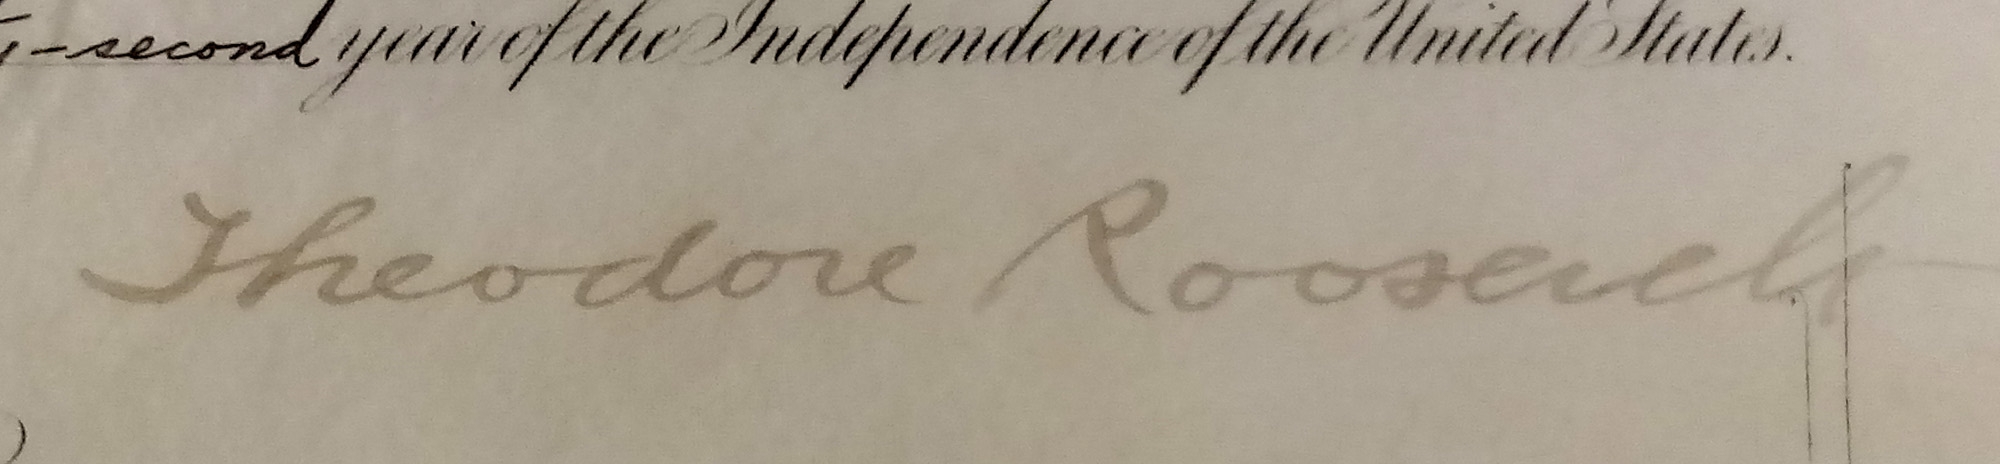 -second year of the Independence of the United States.
Theodore Roosevelt